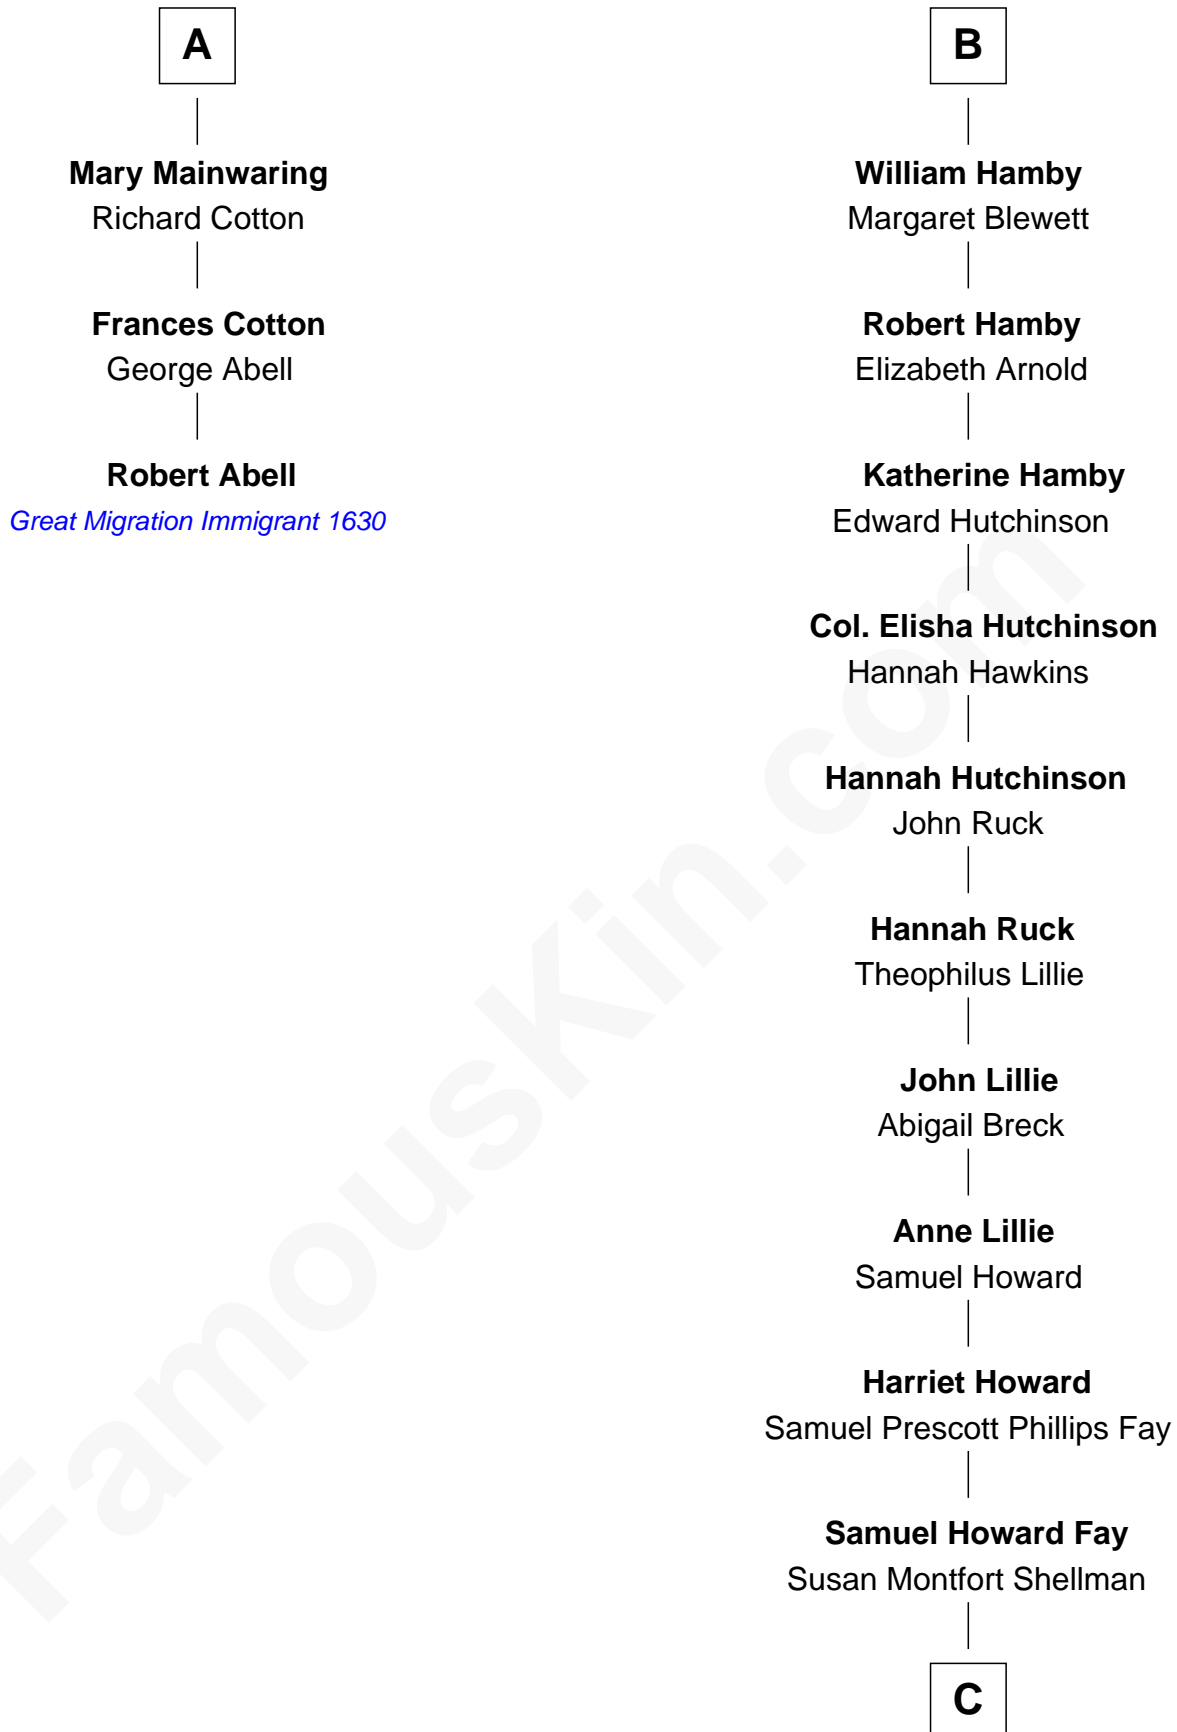 A
Mary Mainwaring
Richard Cotton
Frances Cotton
George Abell
Robert Abell
Great Migration Immigrant 1630
B
William Hamby
Margaret Blewett
Robert Hamby
Elizabeth Arnold
Katherine Hamby
Edward Hutchinson
Col. Elisha Hutchinson
Hannah Hawkins
Hannah Hutchinson
John Ruck
Hannah Ruck
Theophilus Lillie
John Lillie
Abigail Breck
Anne Lillie
Samuel Howard
Harriet Howard
Samuel Prescott Phillips Fay
Samuel Howard Fay
Susan Montfort Shellman
C
FamousKin.com